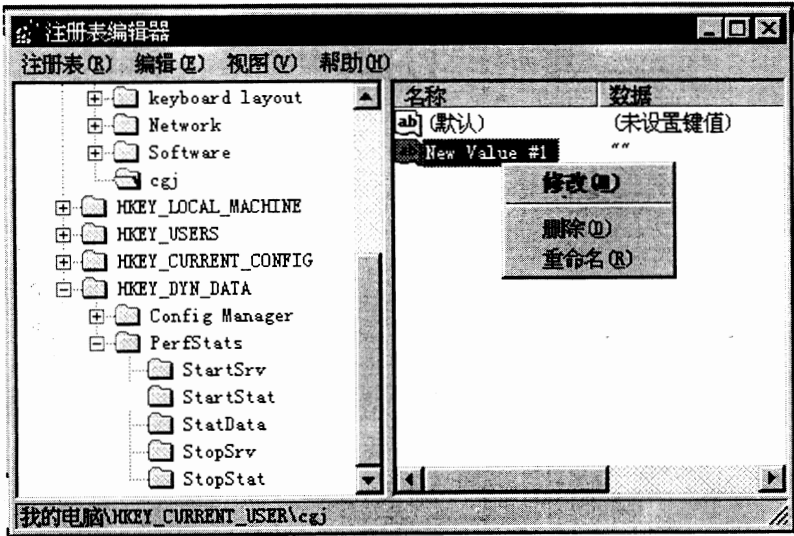 注册表编辑器
注册表(R) 编辑(E) 视图(V) 帮助(H)
keyboard layout
Network
Software
cgj
HKEY_LOCAL_MACHINE
HKEY_USERS
HKEY_CURRENT_CONFIG
HKEY_DYN_DATA
Config Manager
PerfStats
StartSrv
StartStat
StatData
StopSrv
StopStat
名称 数据
ab (默认) (未设置键值)
ab New Value #1 ""
修改(M)
删除(D)
重命名(R)
我的电脑\HKEY_CURRENT_USER\cgj